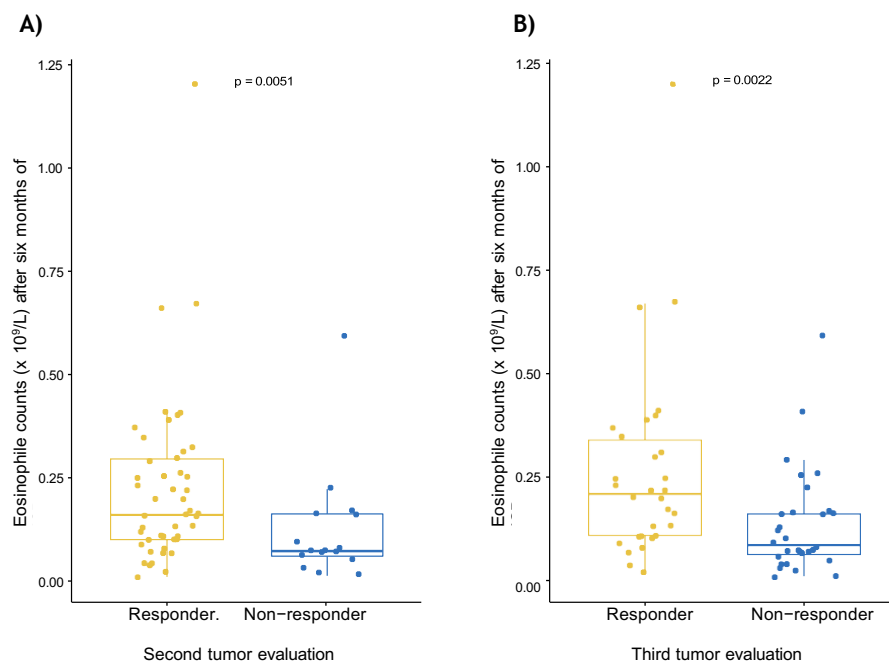 A)
B)
p = 0.0051
p = 0.0022
Eosinophile counts (x 10⁹/L) after six months of
1.25
1.00
0.75
0.50
0.25
0.00
Responder.
Non−responder
Second tumor evaluation
Eosinophile counts (x 10⁹/L) after six months of
1.25
1.00
0.75
0.50
0.25
0.00
Responder
Non−responder
Third tumor evaluation